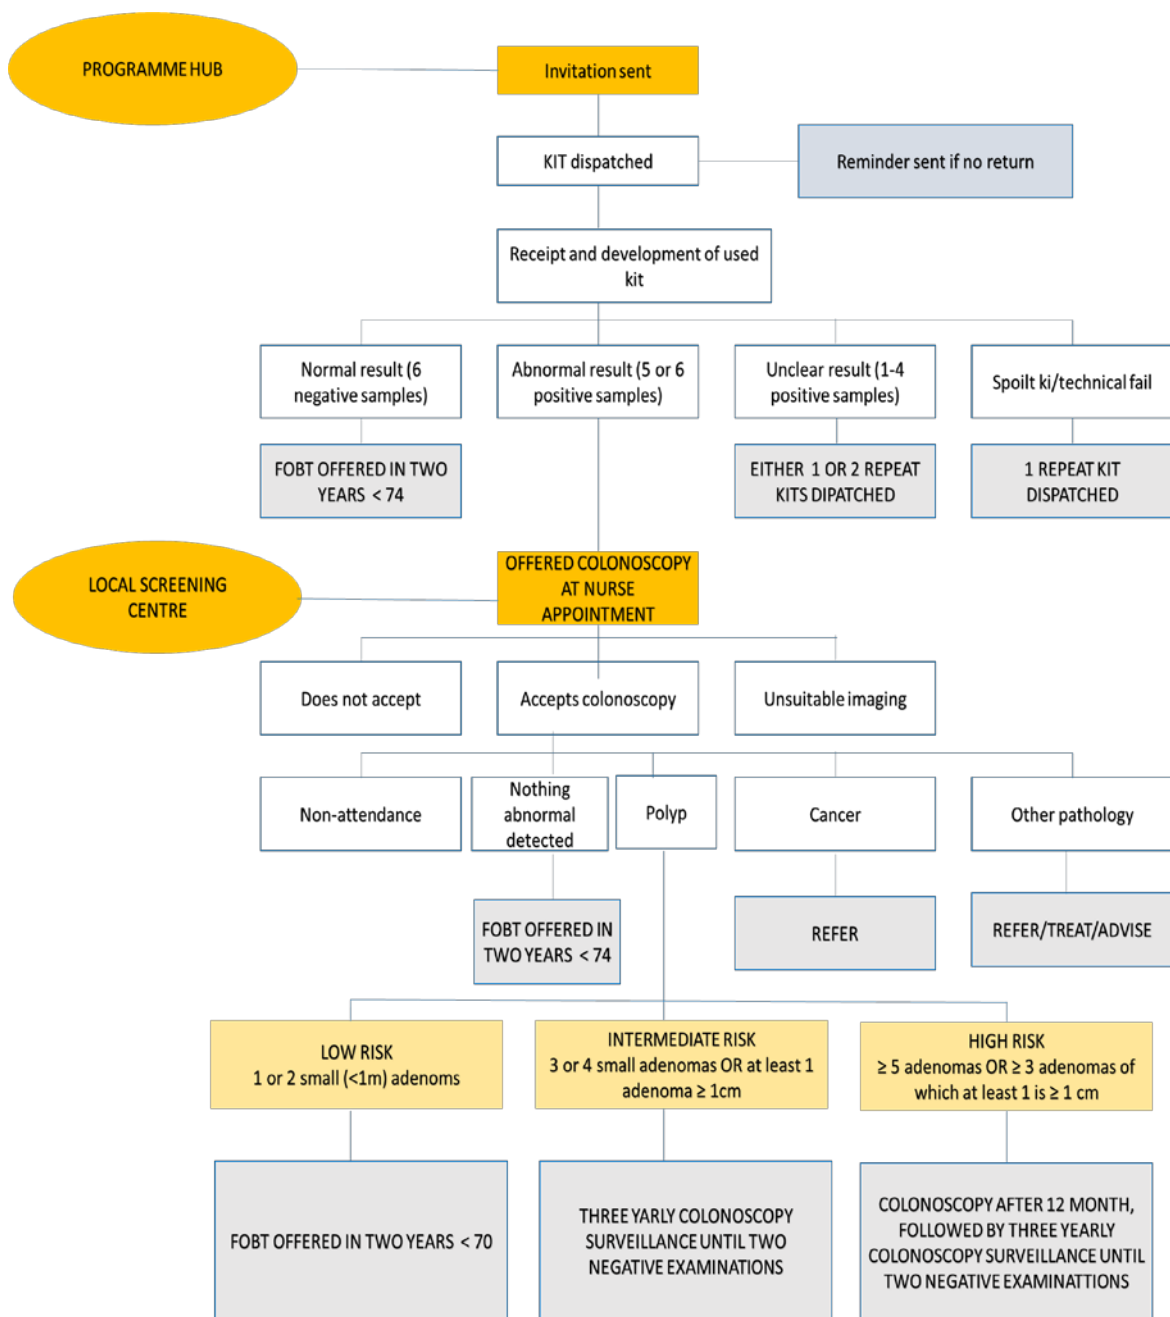 PROGRAMME HUB
Invitation sent
KIT dispatched
Reminder sent if no return
Receipt and development of used
kit
Normal result (6
negative samples)
Abnormal result (5 or 6
positive samples)
Unclear result (1-4
positive samples)
Spoilt ki/technical fail
FOBT OFFERED IN TWO
YEARS < 74
EITHER 1 OR 2 REPEAT
KITS DIPATCHED
1 REPEAT KIT
DISPATCHED
LOCAL SCREENING
CENTRE
OFFERED COLONOSCOPY
AT NURSE
APPOINTMENT
Does not accept
Accepts colonoscopy
Unsuitable imaging
Non-attendance
Nothing
abnormal
detected
Polyp
Cancer
Other pathology
FOBT OFFERED IN
TWO YEARS < 74
REFER
REFER/TREAT/ADVISE
LOW RISK
1 or 2 small (<1m) adenoms
INTERMEDIATE RISK
3 or 4 small adenomas OR at least 1
adenoma ≥ 1cm
HIGH RISK
≥ 5 adenomas OR ≥ 3 adenomas of
which at least 1 is ≥ 1 cm
FOBT OFFERED IN TWO YEARS < 70
THREE YARLY COLONOSCOPY
SURVEILLANCE UNTIL TWO
NEGATIVE EXAMINATIONS
COLONOSCOPY AFTER 12 MONTH,
FOLLOWED BY THREE YEARLY
COLONOSCOPY SURVEILLANCE UNTIL
TWO NEGATIVE EXAMINATTIONS